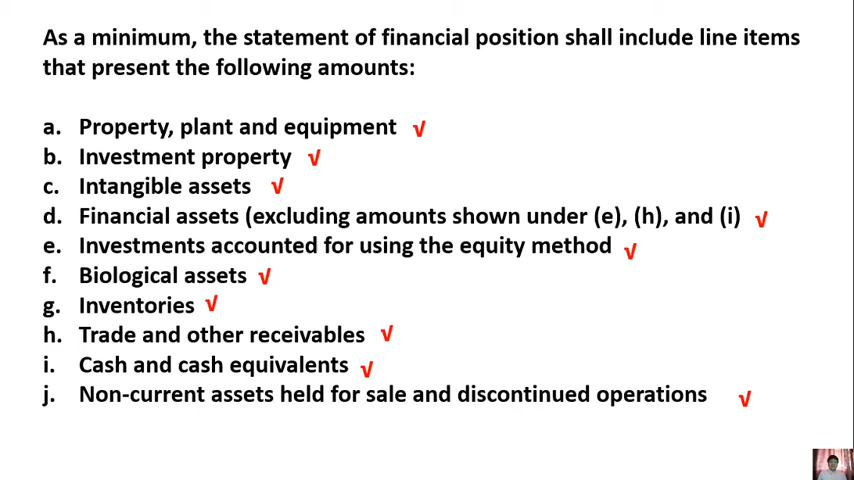 As a minimum, the statement of financial position shall include line items
that present the following amounts:
a. Property, plant and equipment √
b. Investment property √
c. Intangible assets √
d. Financial assets (excluding amounts shown under (e), (h), and (i) √
e. Investments accounted for using the equity method √
f. Biological assets √
g. Inventories √
h. Trade and other receivables √
i. Cash and cash equivalents √
j. Non-current assets held for sale and discontinued operations √